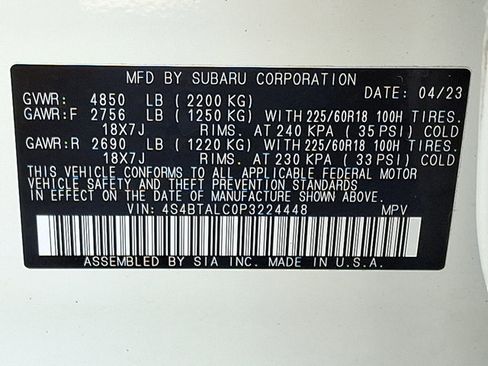 MFD BY SUBARU CORPORATION
DATE: 04/23
GVWR: 4850 LB (2200 KG)
GAWR:F 2756 LB (1250 KG) WITH 225/60R18 100H TIRES,
18X7J RIMS. AT 240 KPA (35 PSI) COLD
GAWR:R 2690 LB (1220 KG) WITH 225/60R18 100H TIRES,
18X7J RIMS. AT 230 KPA (33 PSI) COLD
THIS VEHICLE CONFORMS TO ALL APPLICABLE FEDERAL MOTOR
VEHICLE SAFETY AND THEFT PREVENTION STANDARDS
IN EFFECT ON THE DATE OF MANUFACTURE SHOWN ABOVE.
VIN: 4S4BTALC0P3224448 MPV
ASSEMBLED BY SIA INC. MADE IN U.S.A.